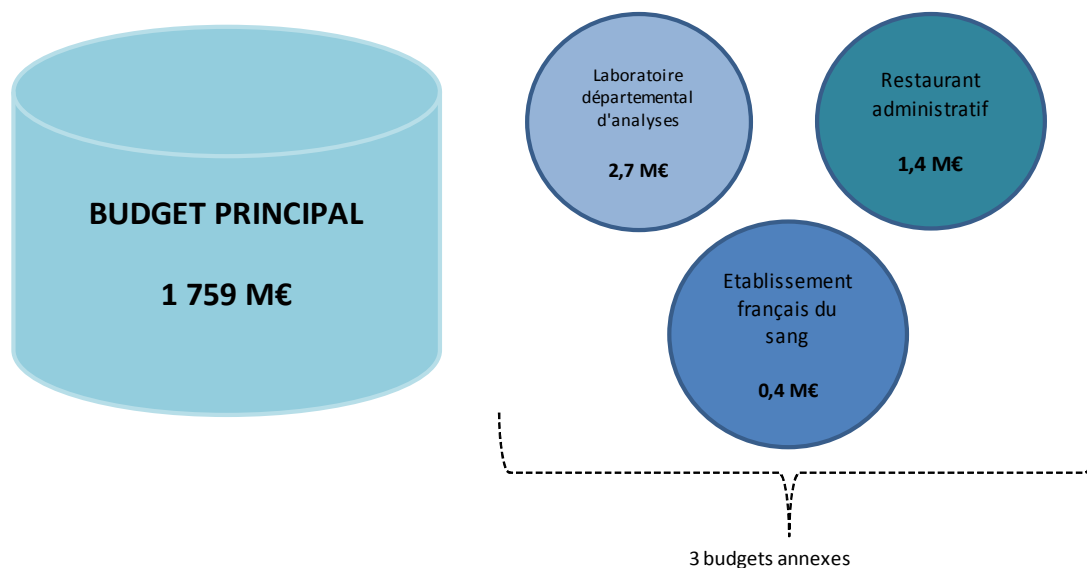 BUDGET PRINCIPAL
1 759 M€
Laboratoire
départemental
d'analyses
2,7 M€
Restaurant
administratif
1,4 M€
Etablissement
français du
sang
0,4 M€
3 budgets annexes